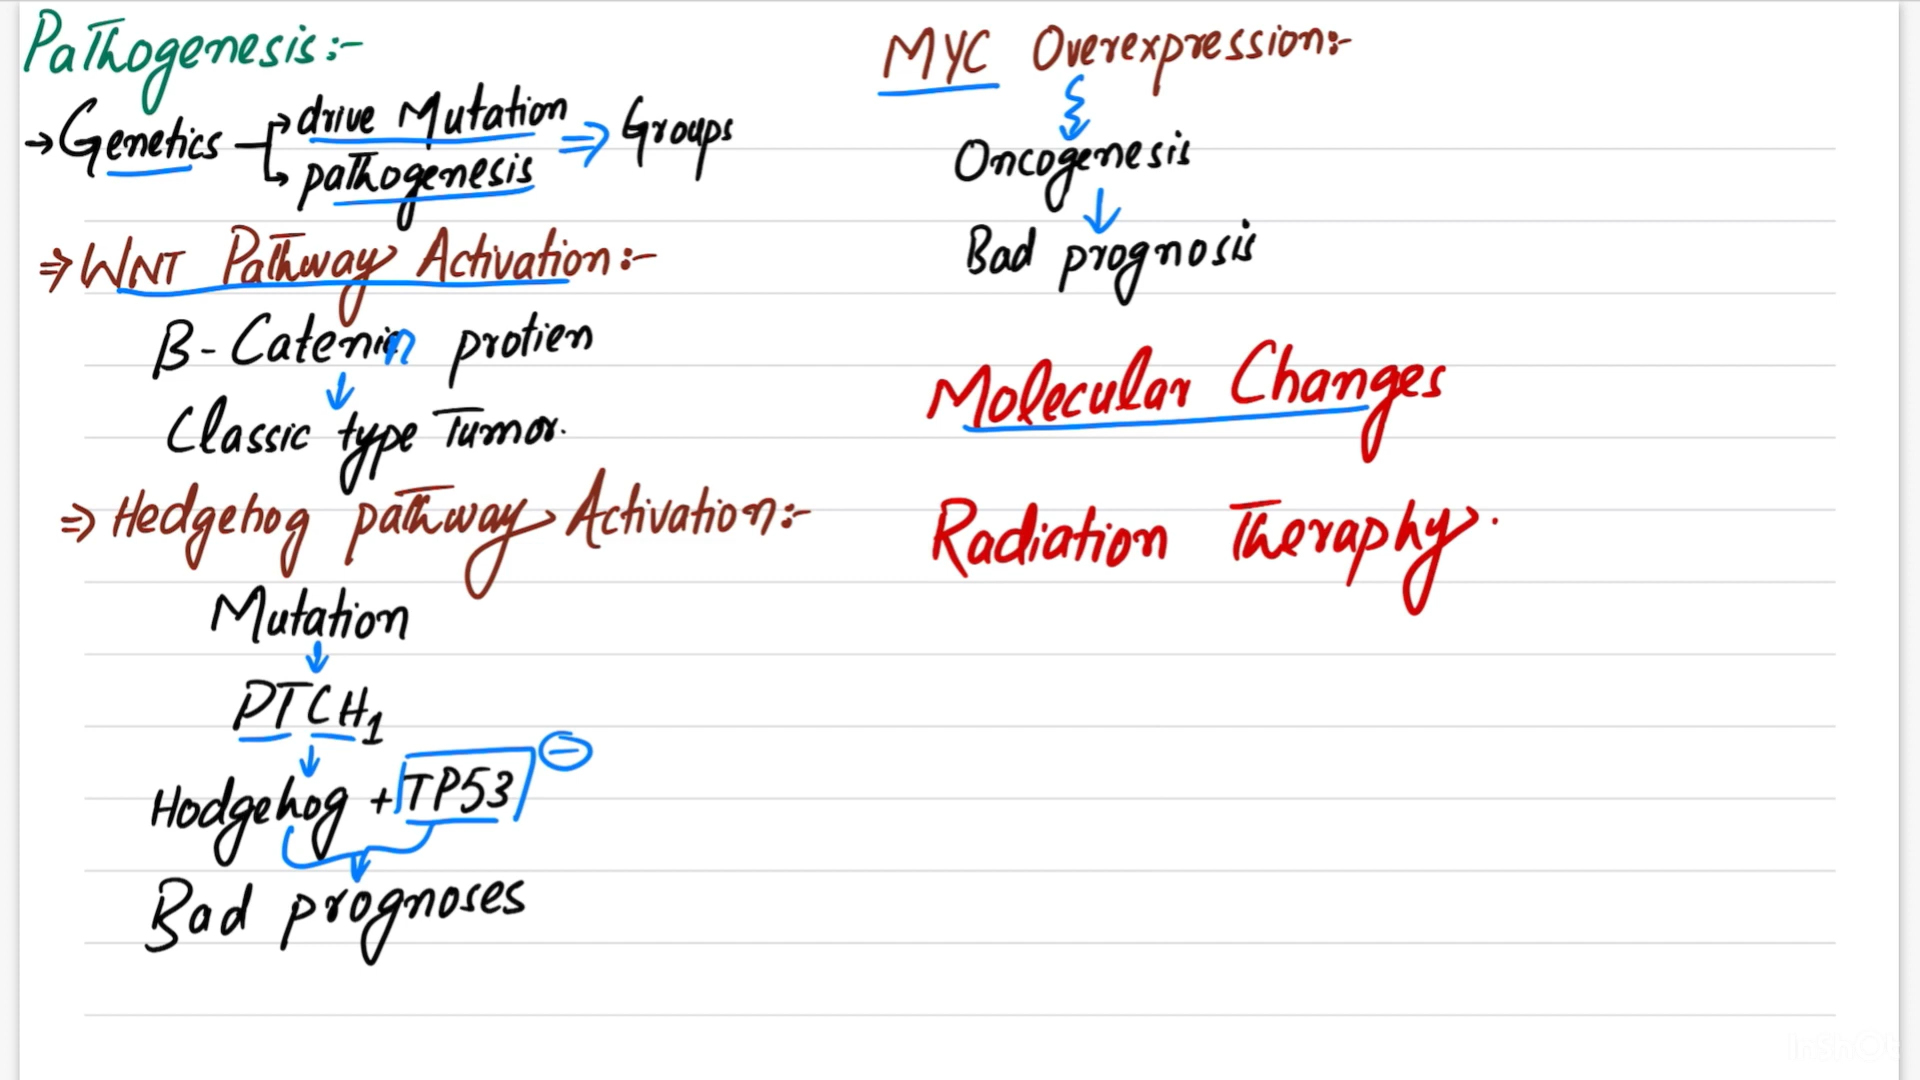 Pathogenesis:-
→Genetics → drive Mutation ⇒ Groups
→ pathogenesis
⇒ WNT Pathway Activation:-
B-Catenin protien
↓
Classic type Tumor.
⇒ Hedgehog pathway Activation:-
Mutation
↓
PTCH1
↓
Hodgehog + TP53 ⊖
Bad prognoses
MYC Overexpression:-
Oncogenesis
↓
Bad prognosis
Molecular Changes
Radiation Theraphy.
InShOt